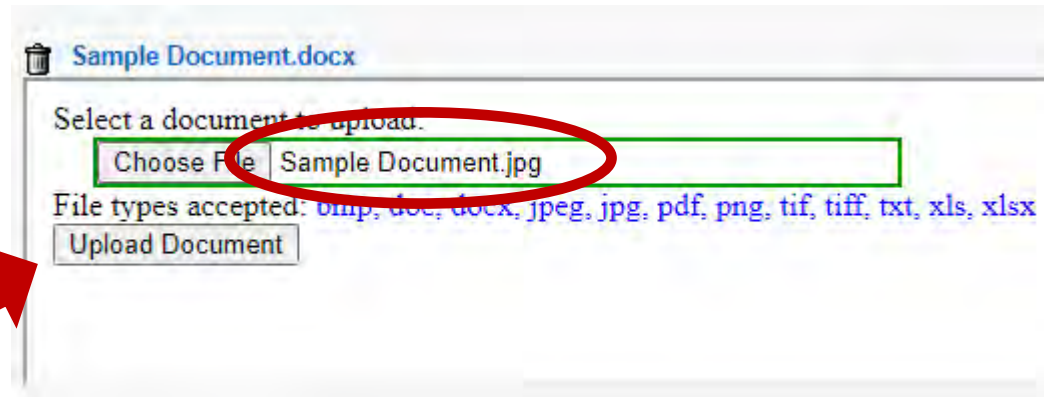 Sample Document.docx
Select a document to upload:
Choose File Sample Document.jpg
File types accepted: bmp, doc, docx, jpeg, jpg, pdf, png, tif, tiff, txt, xls, xlsx
Upload Document